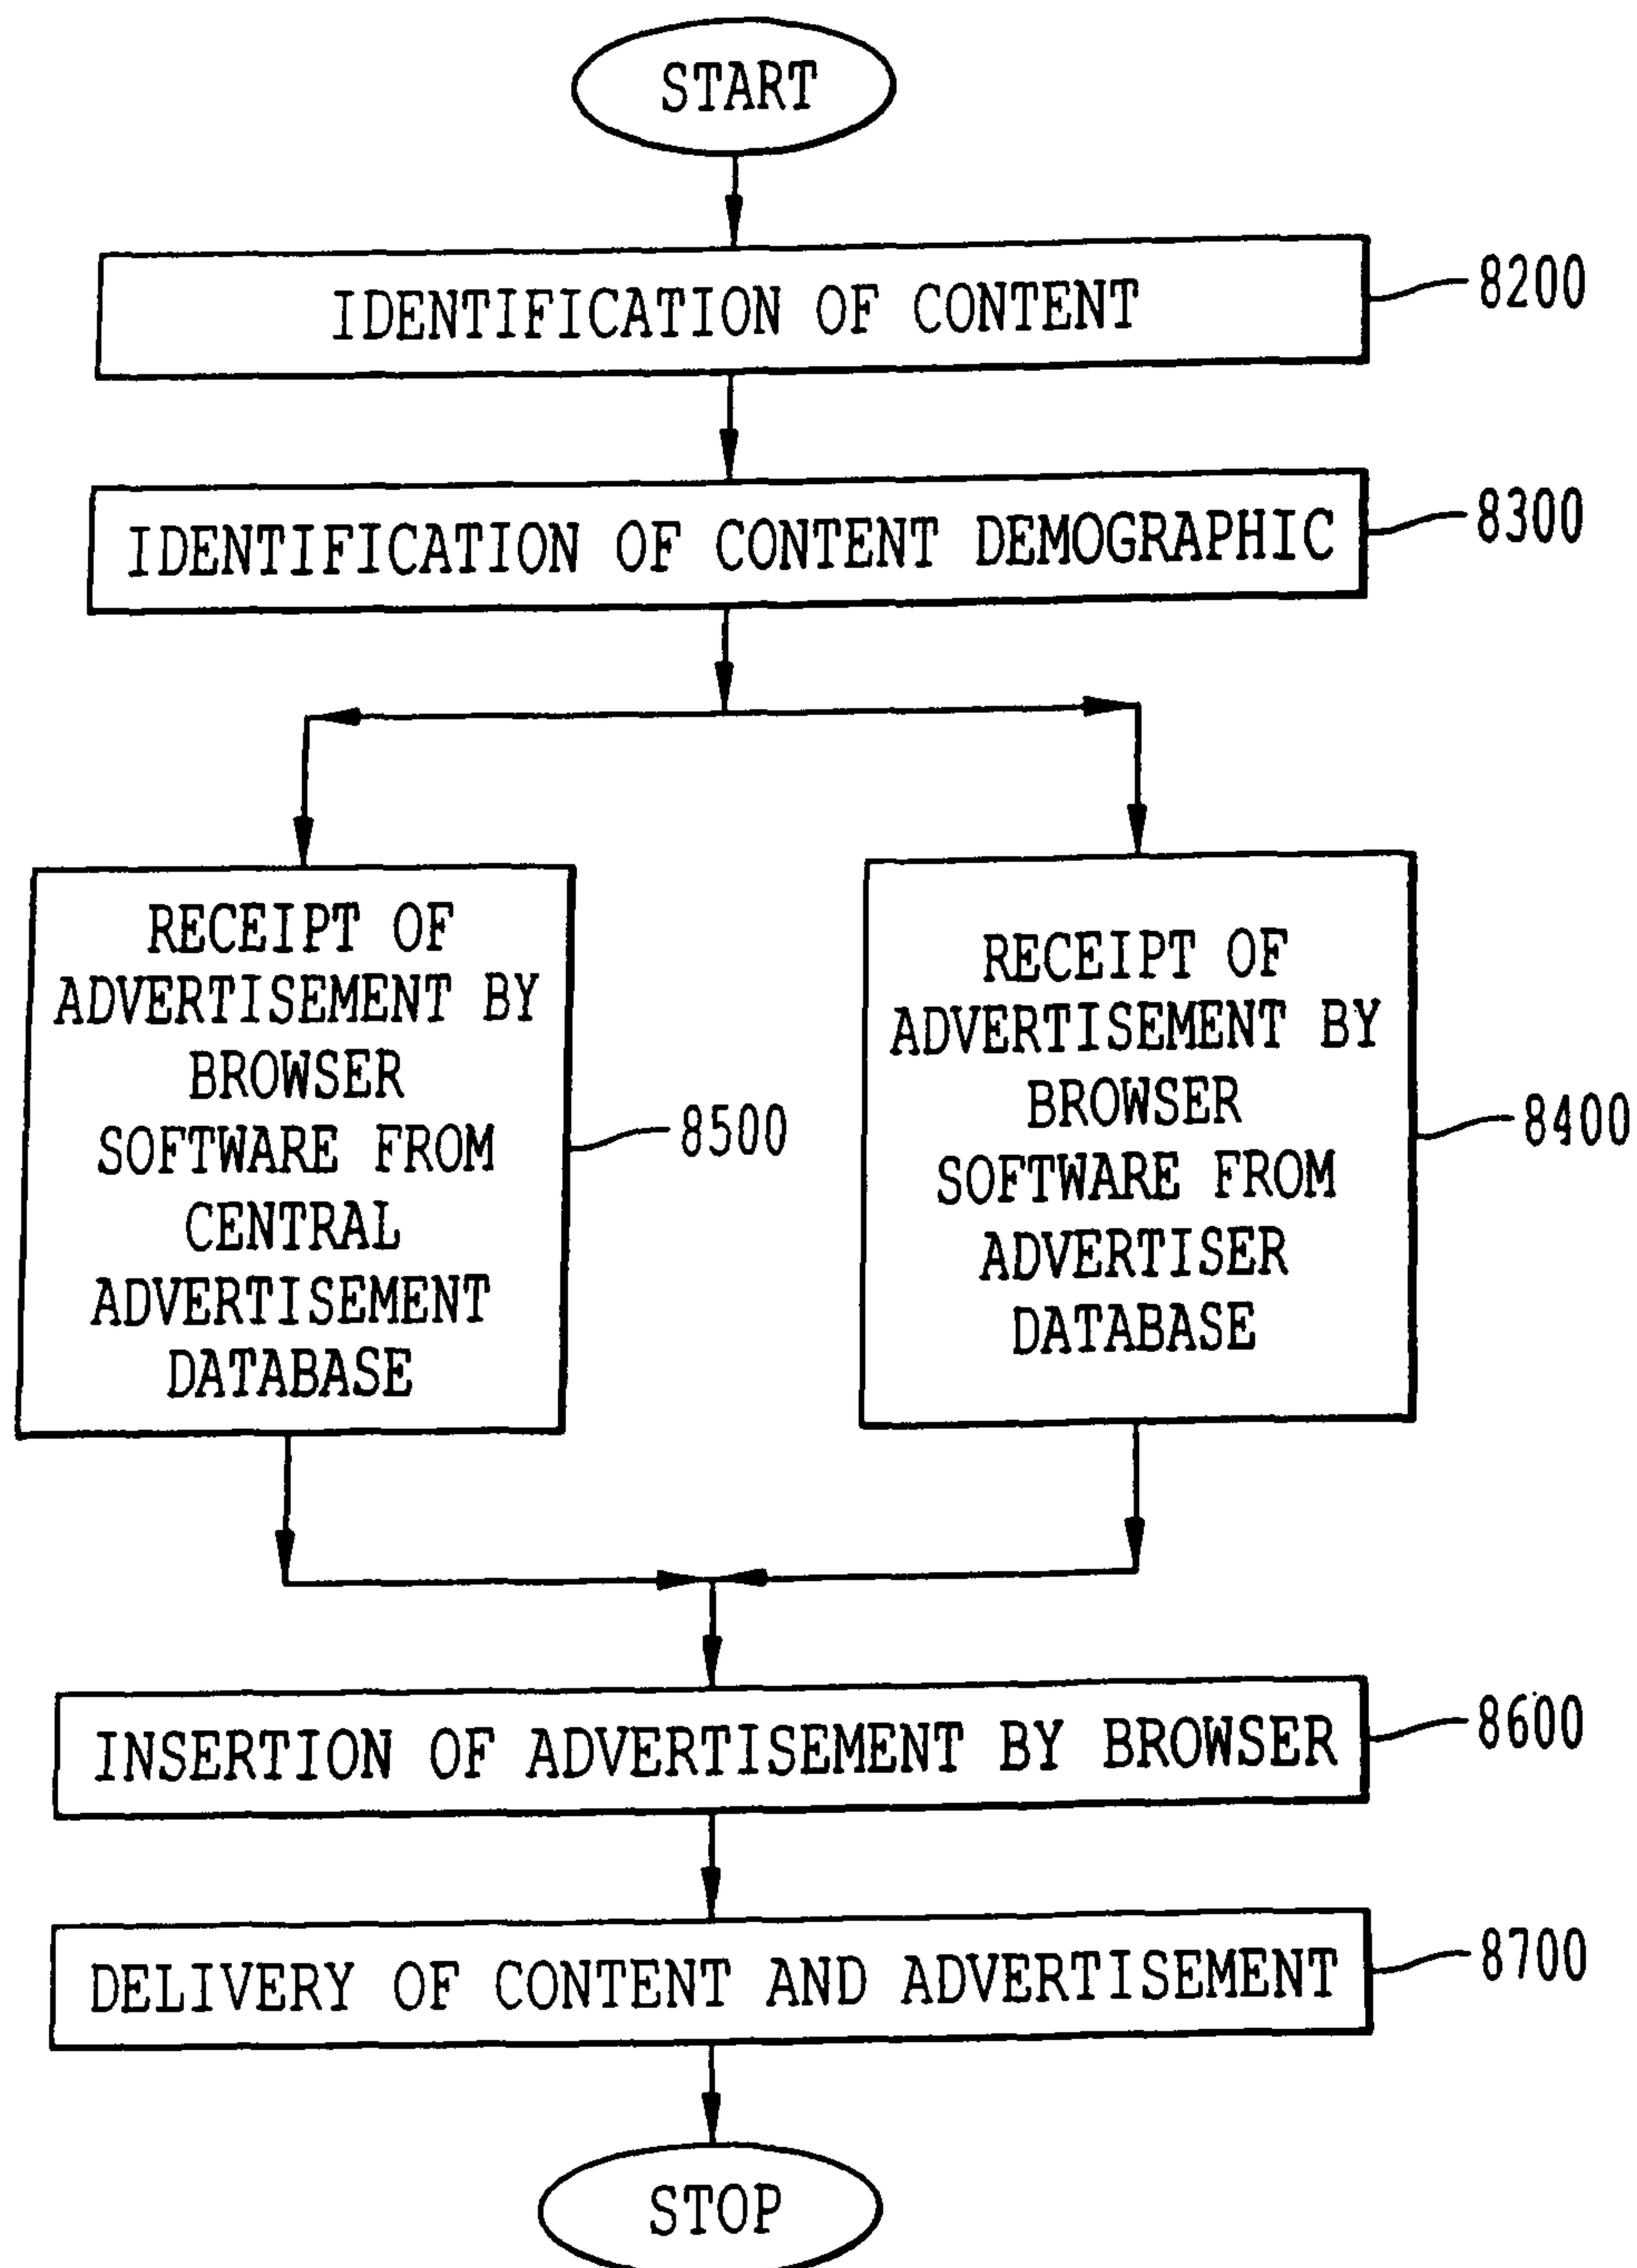 START
IDENTIFICATION OF CONTENT
8200
IDENTIFICATION OF CONTENT DEMOGRAPHIC
8300
RECEIPT OF
ADVERTISEMENT BY
BROWSER
SOFTWARE FROM
CENTRAL
ADVERTISEMENT
DATABASE
8500
RECEIPT OF
ADVERTISEMENT BY
BROWSER
SOFTWARE FROM
ADVERTISER
DATABASE
8400
INSERTION OF ADVERTISEMENT BY BROWSER
8600
DELIVERY OF CONTENT AND ADVERTISEMENT
8700
STOP